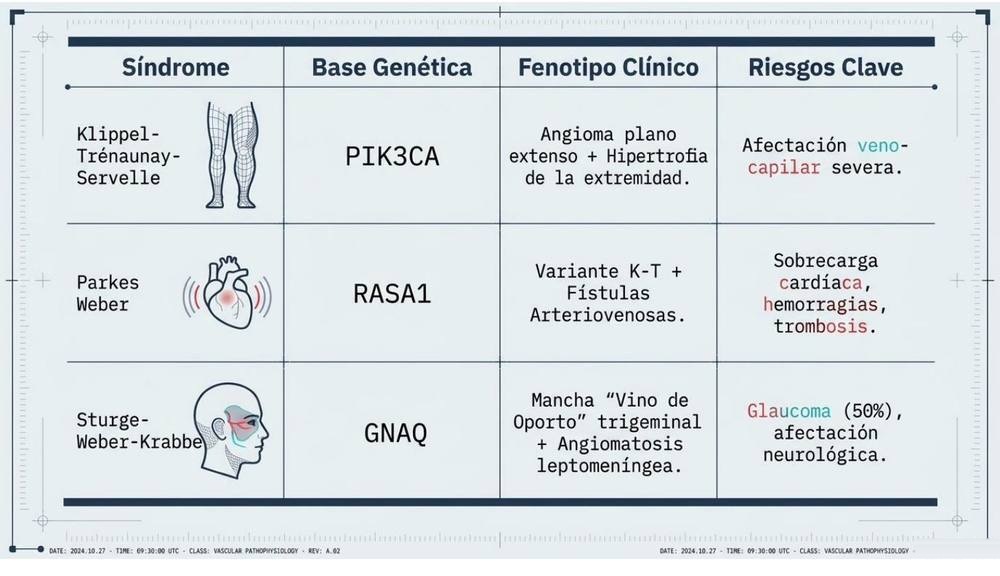 Síndrome
Base Genética
Fenotipo Clínico
Riesgos Clave
Klippel-
Trénaunay-
Servelle
PIK3CA
Angioma plano
extenso + Hipertrofia
de la extremidad.
Afectación veno-
capilar severa.
Parkes
Weber
RASA1
Variante K-T +
Fístulas
Arteriovenosas.
Sobrecarga
cardíaca,
hemorragias,
trombosis.
Sturge-
Weber-Krabbe
GNAQ
Mancha “Vino de
Oporto” trigeminal
+ Angiomatosis
leptomeníngea.
Glaucoma (50%),
afectación
neurológica.
DATE: 2024.10.27 - TIME: 09:30:00 UTC - CLASS: VASCULAR PATHOPHYSIOLOGY - REV: A.02
DATE: 2024.10.27 - TIME: 09:30:00 UTC - CLASS: VASCULAR PATHOPHYSIOLOGY -